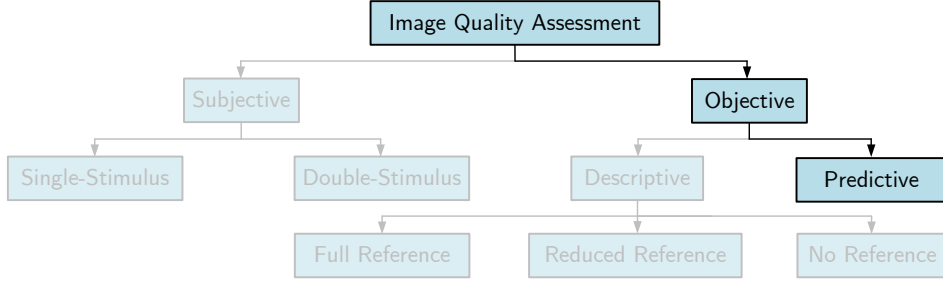 Image Quality Assessment
Subjective
Objective
Single-Stimulus
Double-Stimulus
Descriptive
Predictive
Full Reference
Reduced Reference
No Reference